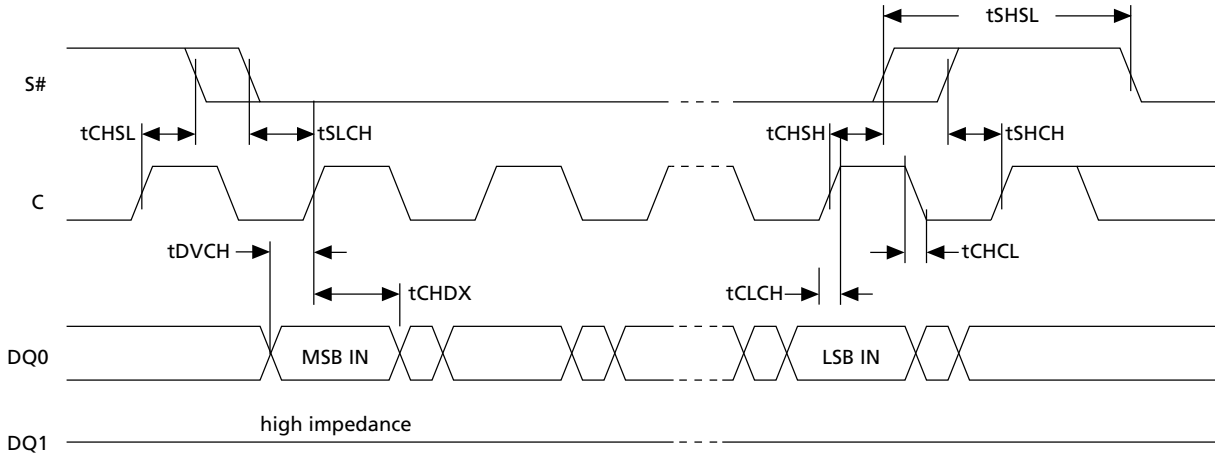 tSHSL
S#
tCHSL
tSLCH
tCHSH
tSHCH
C
tDVCH
tCHCL
tCHDX
tCLCH
DQ0
MSB IN
LSB IN
high impedance
DQ1